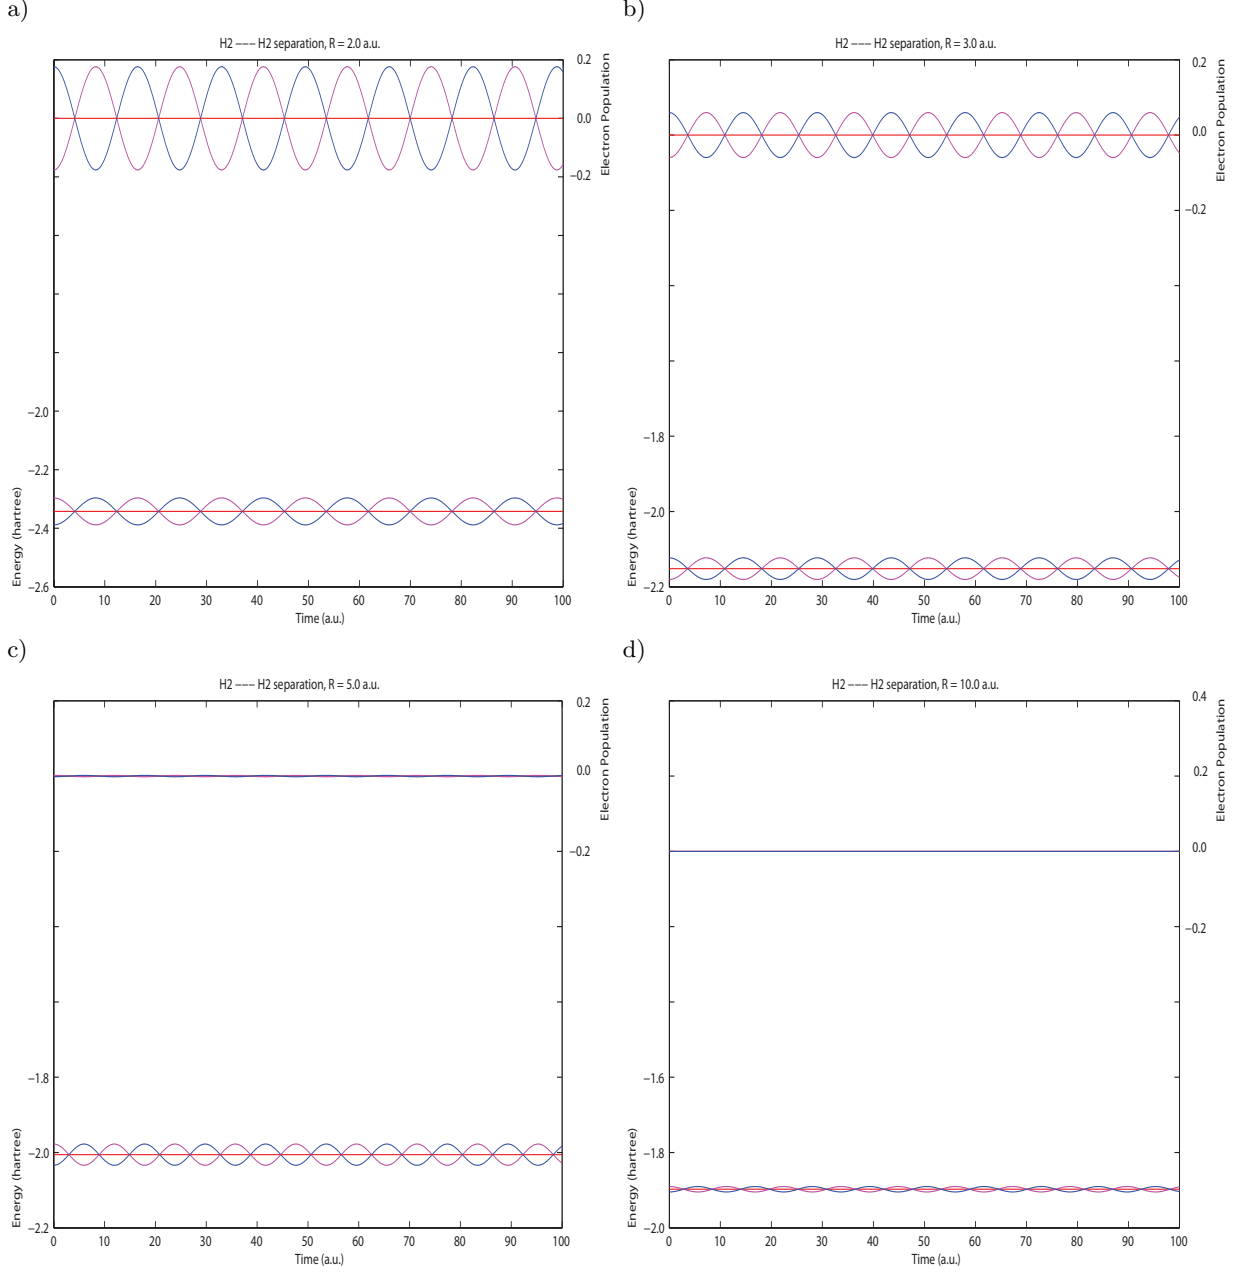 a)
H2 −−− H2 separation, R = 2.0 a.u.
0.2
0.0
−0.2
Electron Population
−2.0
−2.2
−2.4
−2.6
Energy (hartree)
0 10 20 30 40 50 60 70 80 90 100
Time (a.u.)
b)
H2 −−− H2 separation, R = 3.0 a.u.
0.2
0.0
−0.2
Electron Population
−1.8
−2.0
−2.2
Energy (hartree)
0 10 20 30 40 50 60 70 80 90 100
Time (a.u.)
c)
H2 −−− H2 separation, R = 5.0 a.u.
0.2
0.0
−0.2
Electron Population
−1.8
−2.0
−2.2
Energy (hartree)
0 10 20 30 40 50 60 70 80 90 100
Time (a.u.)
d)
H2 −−− H2 separation, R = 10.0 a.u.
0.4
0.2
0.0
−0.2
Electron Population
−1.6
−1.8
−2.0
Energy (hartree)
0 10 20 30 40 50 60 70 80 90 100
Time (a.u.)